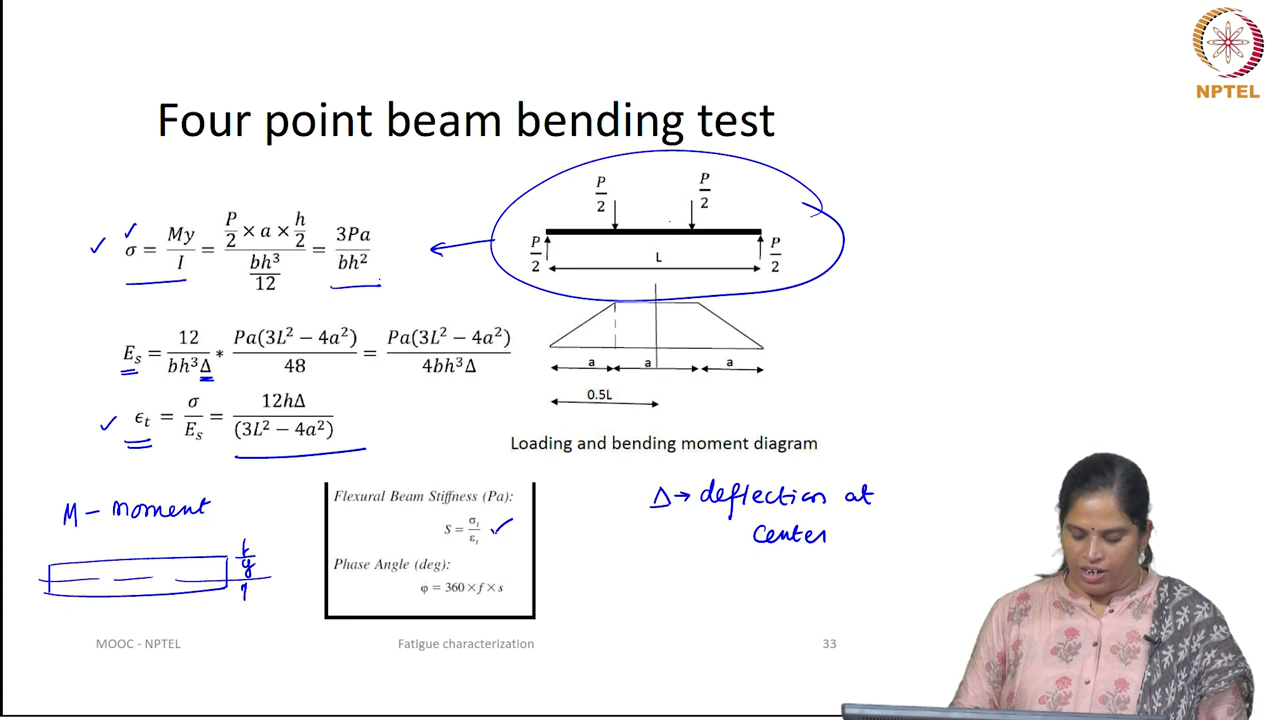 NPTEL
Four point beam bending test
σ = My/I = (P/2 × a × h/2)/(bh³/12) = 3Pa/bh²
E_s = 12/(bh³Δ) * Pa(3L² − 4a²)/48 = Pa(3L² − 4a²)/(4bh³Δ)
ϵ_t = σ/E_s = 12hΔ/(3L² − 4a²)
P/2 P/2
P/2 P/2
L
a a a
0.5L
Loading and bending moment diagram
M - moment
y
Flexural Beam Stiffness (Pa):
S = σ_t/ε_t
Phase Angle (deg):
φ = 360 × f × s
Δ → deflection at
center
MOOC - NPTEL Fatigue characterization 33